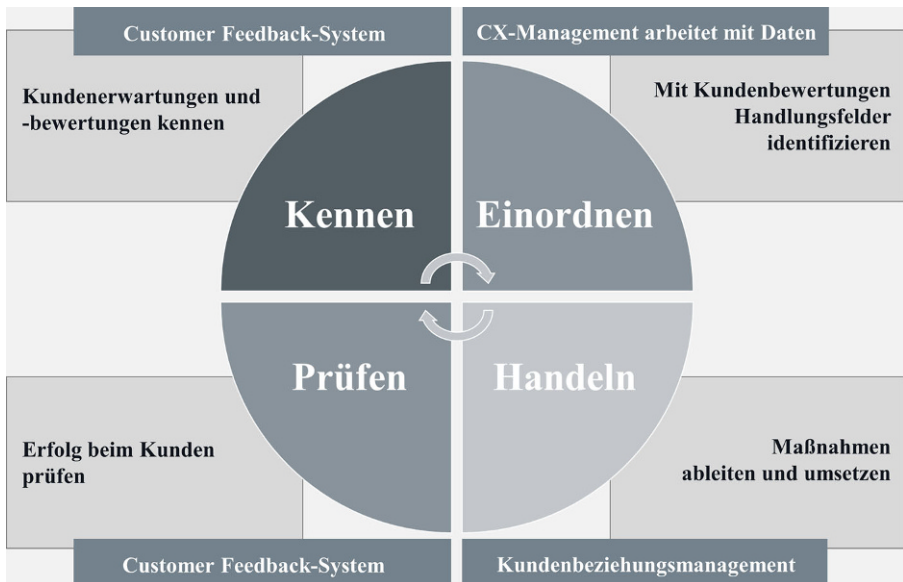 Customer Feedback-System
CX-Management arbeitet mit Daten
Kundenerwartungen und
-bewertungen kennen
Mit Kundenbewertungen
Handlungsfelder
identifizieren
Kennen
Einordnen
Prüfen
Handeln
Erfolg beim Kunden
prüfen
Maßnahmen
ableiten und umsetzen
Customer Feedback-System
Kundenbeziehungsmanagement